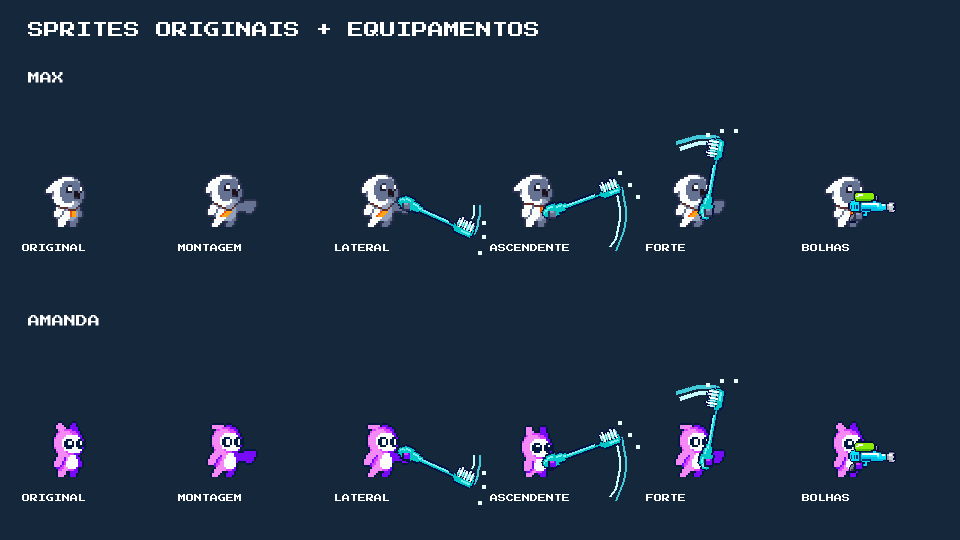 SPRITES ORIGINAIS + EQUIPAMENTOS
MAX
ORIGINAL MONTAGEM LATERAL ASCENDENTE FORTE BOLHAS
AMANDA
ORIGINAL MONTAGEM LATERAL ASCENDENTE FORTE BOLHAS